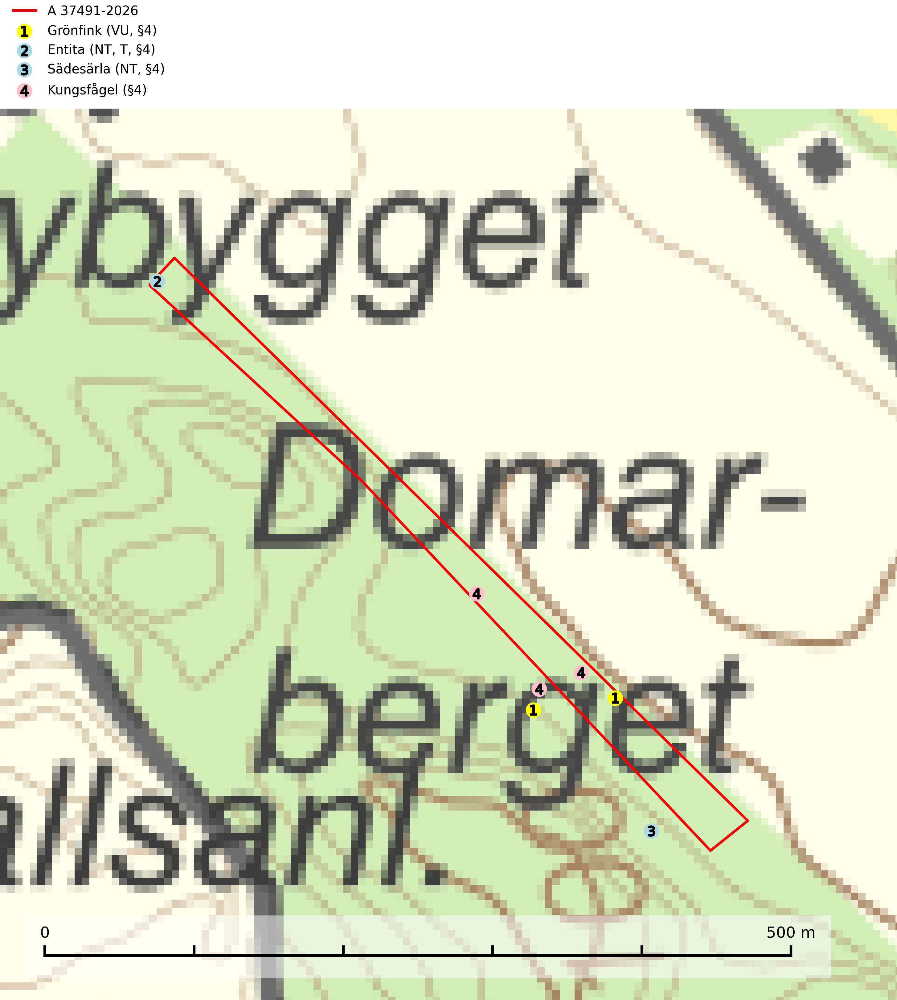 A 37491-2026
1 Grönfink (VU, §4)
2 Entita (NT, T, §4)
3 Sädesärla (NT, §4)
4 Kungsfågel (§4)
ybygget
2
Domar-
4
4
4
1
1
berget
allsanl.
3
0
500 m